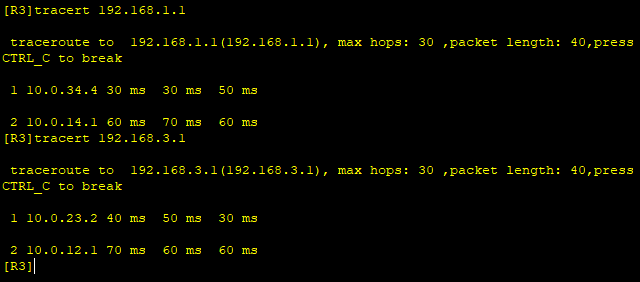 [R3]tracert 192.168.1.1
traceroute to  192.168.1.1(192.168.1.1), max hops: 30 ,packet length: 40,press
CTRL_C to break
1 10.0.34.4 30 ms  30 ms  50 ms
2 10.0.14.1 60 ms  70 ms  60 ms
[R3]tracert 192.168.3.1
traceroute to  192.168.3.1(192.168.3.1), max hops: 30 ,packet length: 40,press
CTRL_C to break
1 10.0.23.2 40 ms  50 ms  30 ms
2 10.0.12.1 70 ms  60 ms  60 ms
[R3]